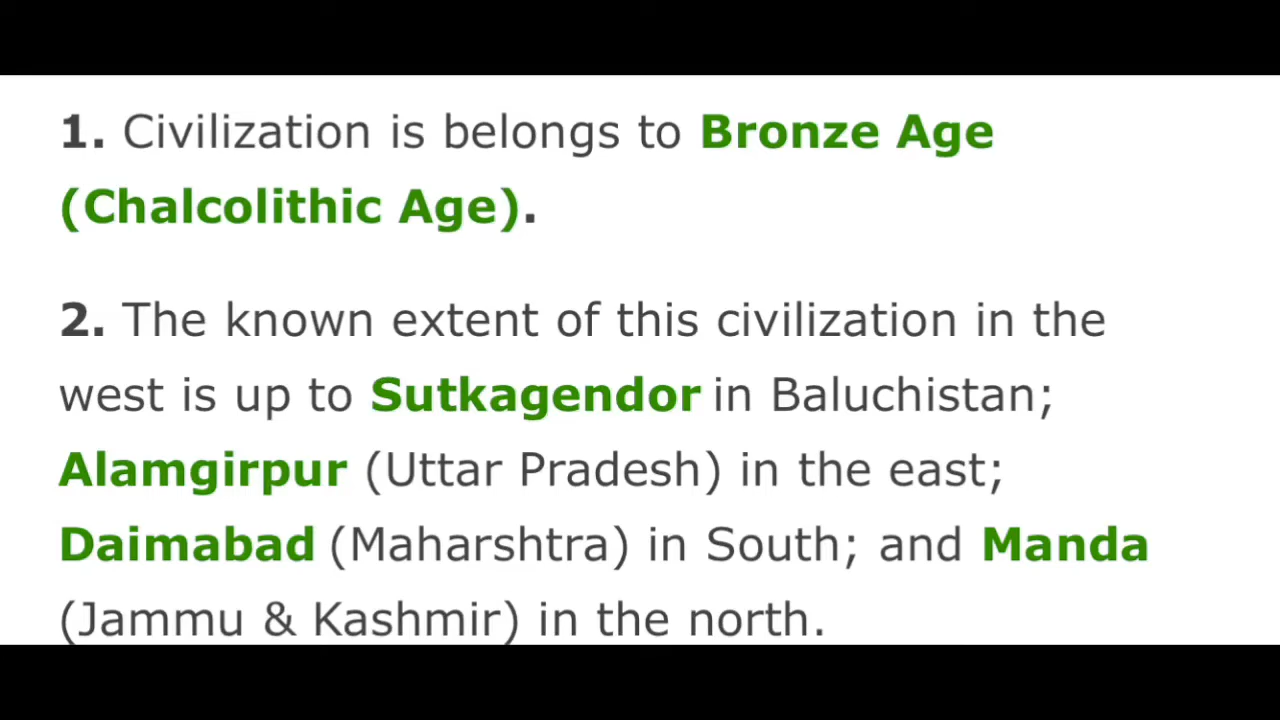 1. Civilization is belongs to Bronze Age
(Chalcolithic Age).
2. The known extent of this civilization in the
west is up to Sutkagendor in Baluchistan;
Alamgirpur (Uttar Pradesh) in the east;
Daimabad (Maharshtra) in South; and Manda
(Jammu & Kashmir) in the north.